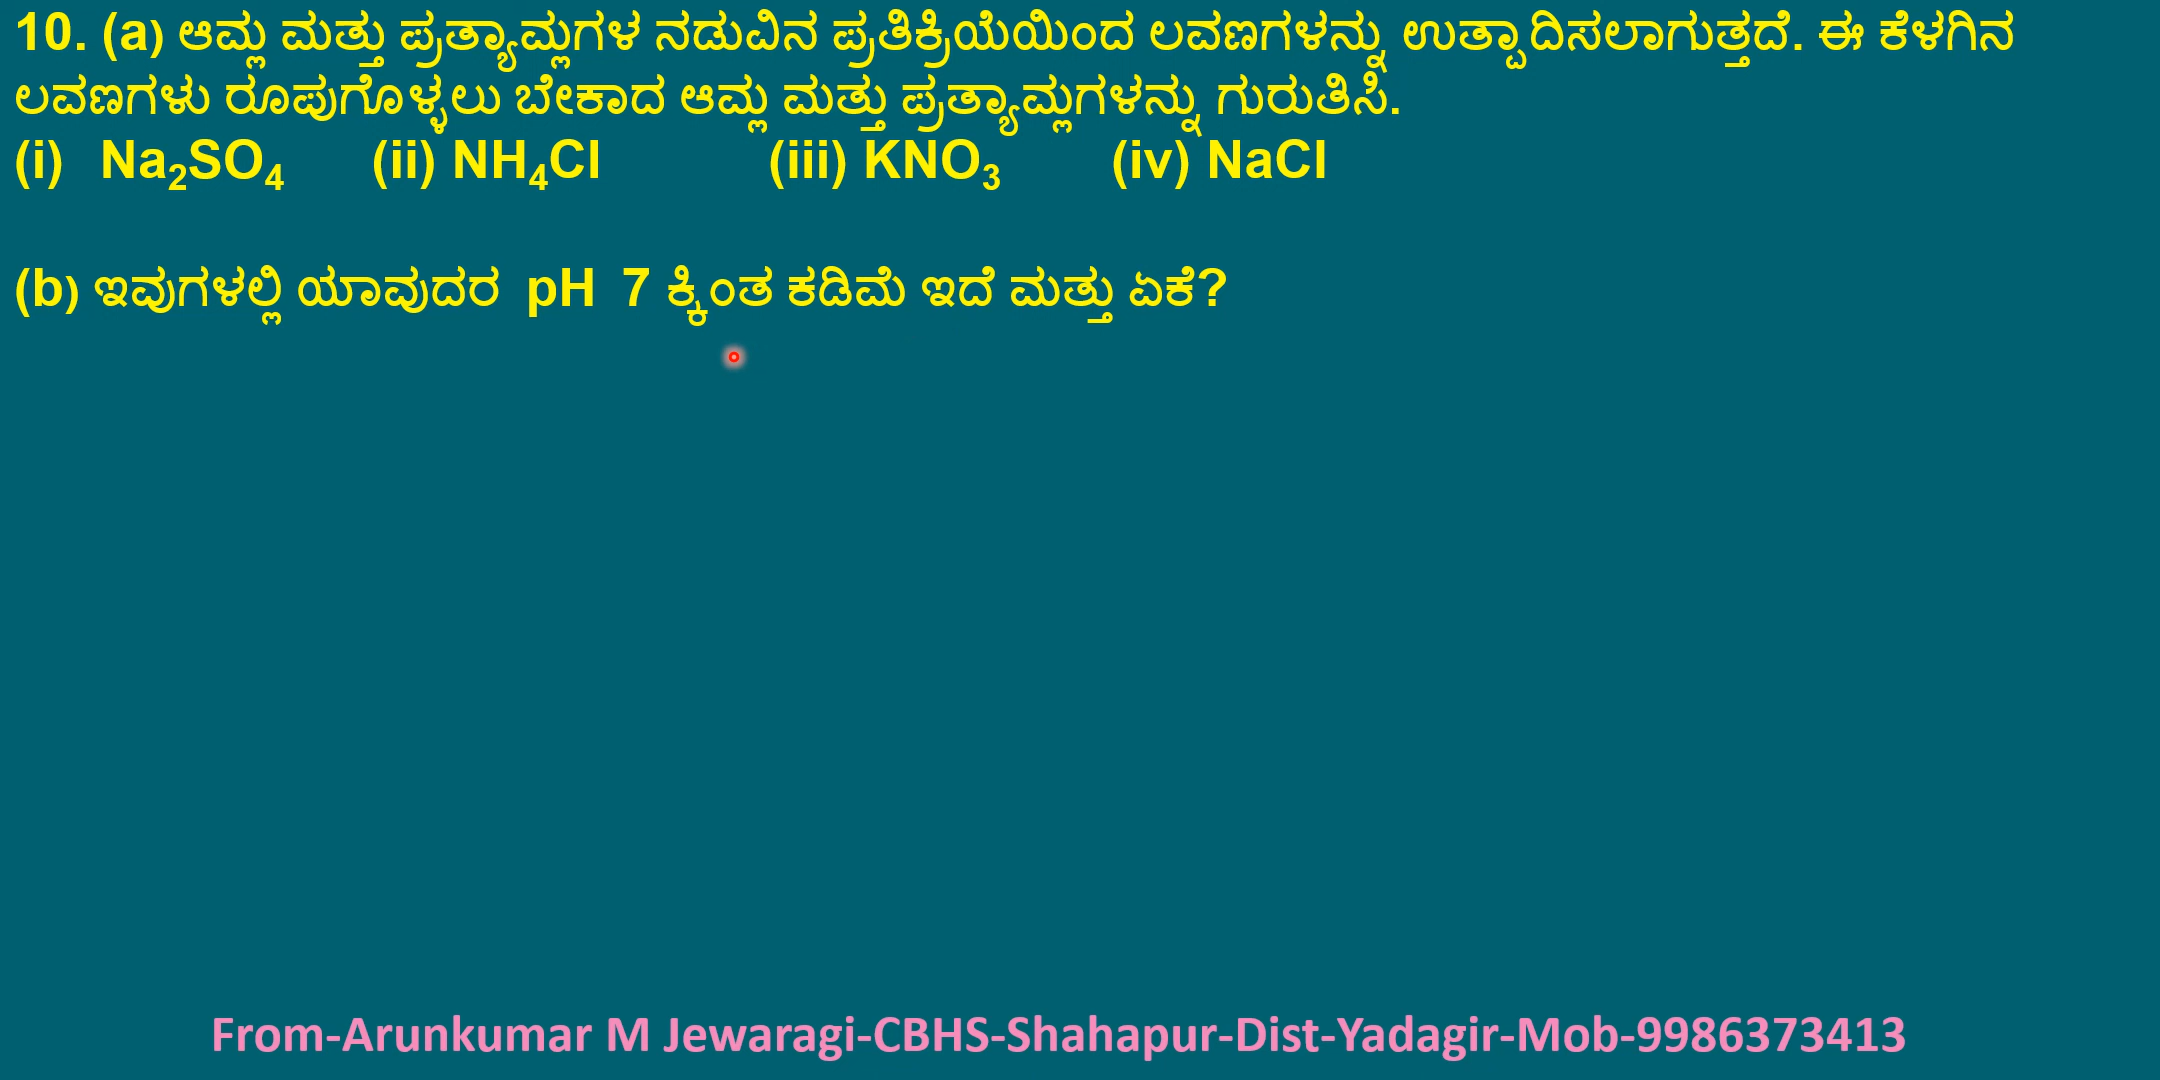 10. (a) ಆಮ್ಲ ಮತ್ತು ಪ್ರತ್ಯಾಮ್ಲಗಳ ನಡುವಿನ ಪ್ರತಿಕ್ರಿಯೆಯಿಂದ ಲವಣಗಳನ್ನು ಉತ್ಪಾದಿಸಲಾಗುತ್ತದೆ. ಈ ಕೆಳಗಿನ
ಲವಣಗಳು ರೂಪುಗೊಳ್ಳಲು ಬೇಕಾದ ಆಮ್ಲ ಮತ್ತು ಪ್ರತ್ಯಾಮ್ಲಗಳನ್ನು ಗುರುತಿಸಿ.
(i) Na₂SO₄ (ii) NH₄Cl (iii) KNO₃ (iv) NaCl
(b) ಇವುಗಳಲ್ಲಿ ಯಾವುದರ pH 7 ಕ್ಕಿಂತ ಕಡಿಮೆ ಇದೆ ಮತ್ತು ಏಕೆ?
From-Arunkumar M Jewaragi-CBHS-Shahapur-Dist-Yadagir-Mob-9986373413